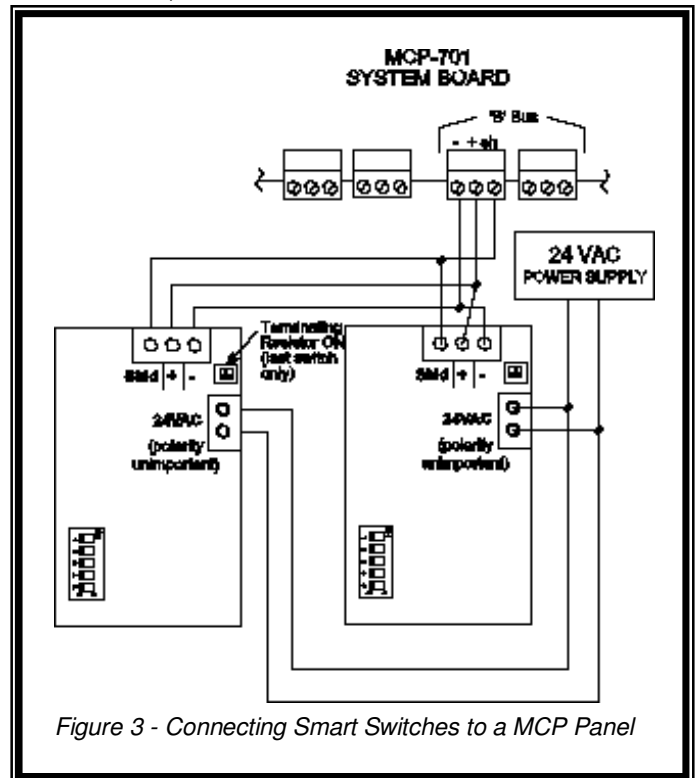 MCP-701
SYSTEM BOARD
'B' Bus
- + sh
24 VAC
POWER SUPPLY
Terminating
Resistor ON
(last switch
only)
Shld + -
24VAC
(polarity
unimportant)
Shld + -
24VAC
(polarity
unimportant)
Figure 3 - Connecting Smart Switches to a MCP Panel